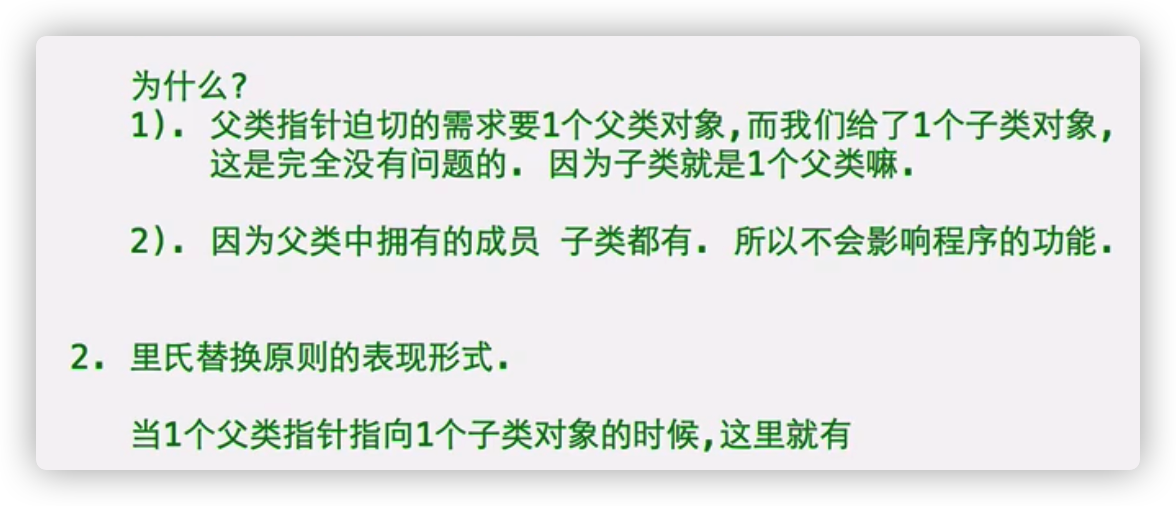 为什么?
1). 父类指针迫切的需求要1个父类对象,而我们给了1个子类对象,
这是完全没有问题的. 因为子类就是1个父类嘛.
2). 因为父类中拥有的成员 子类都有. 所以不会影响程序的功能.
2. 里氏替换原则的表现形式.
当1个父类指针指向1个子类对象的时候,这里就有